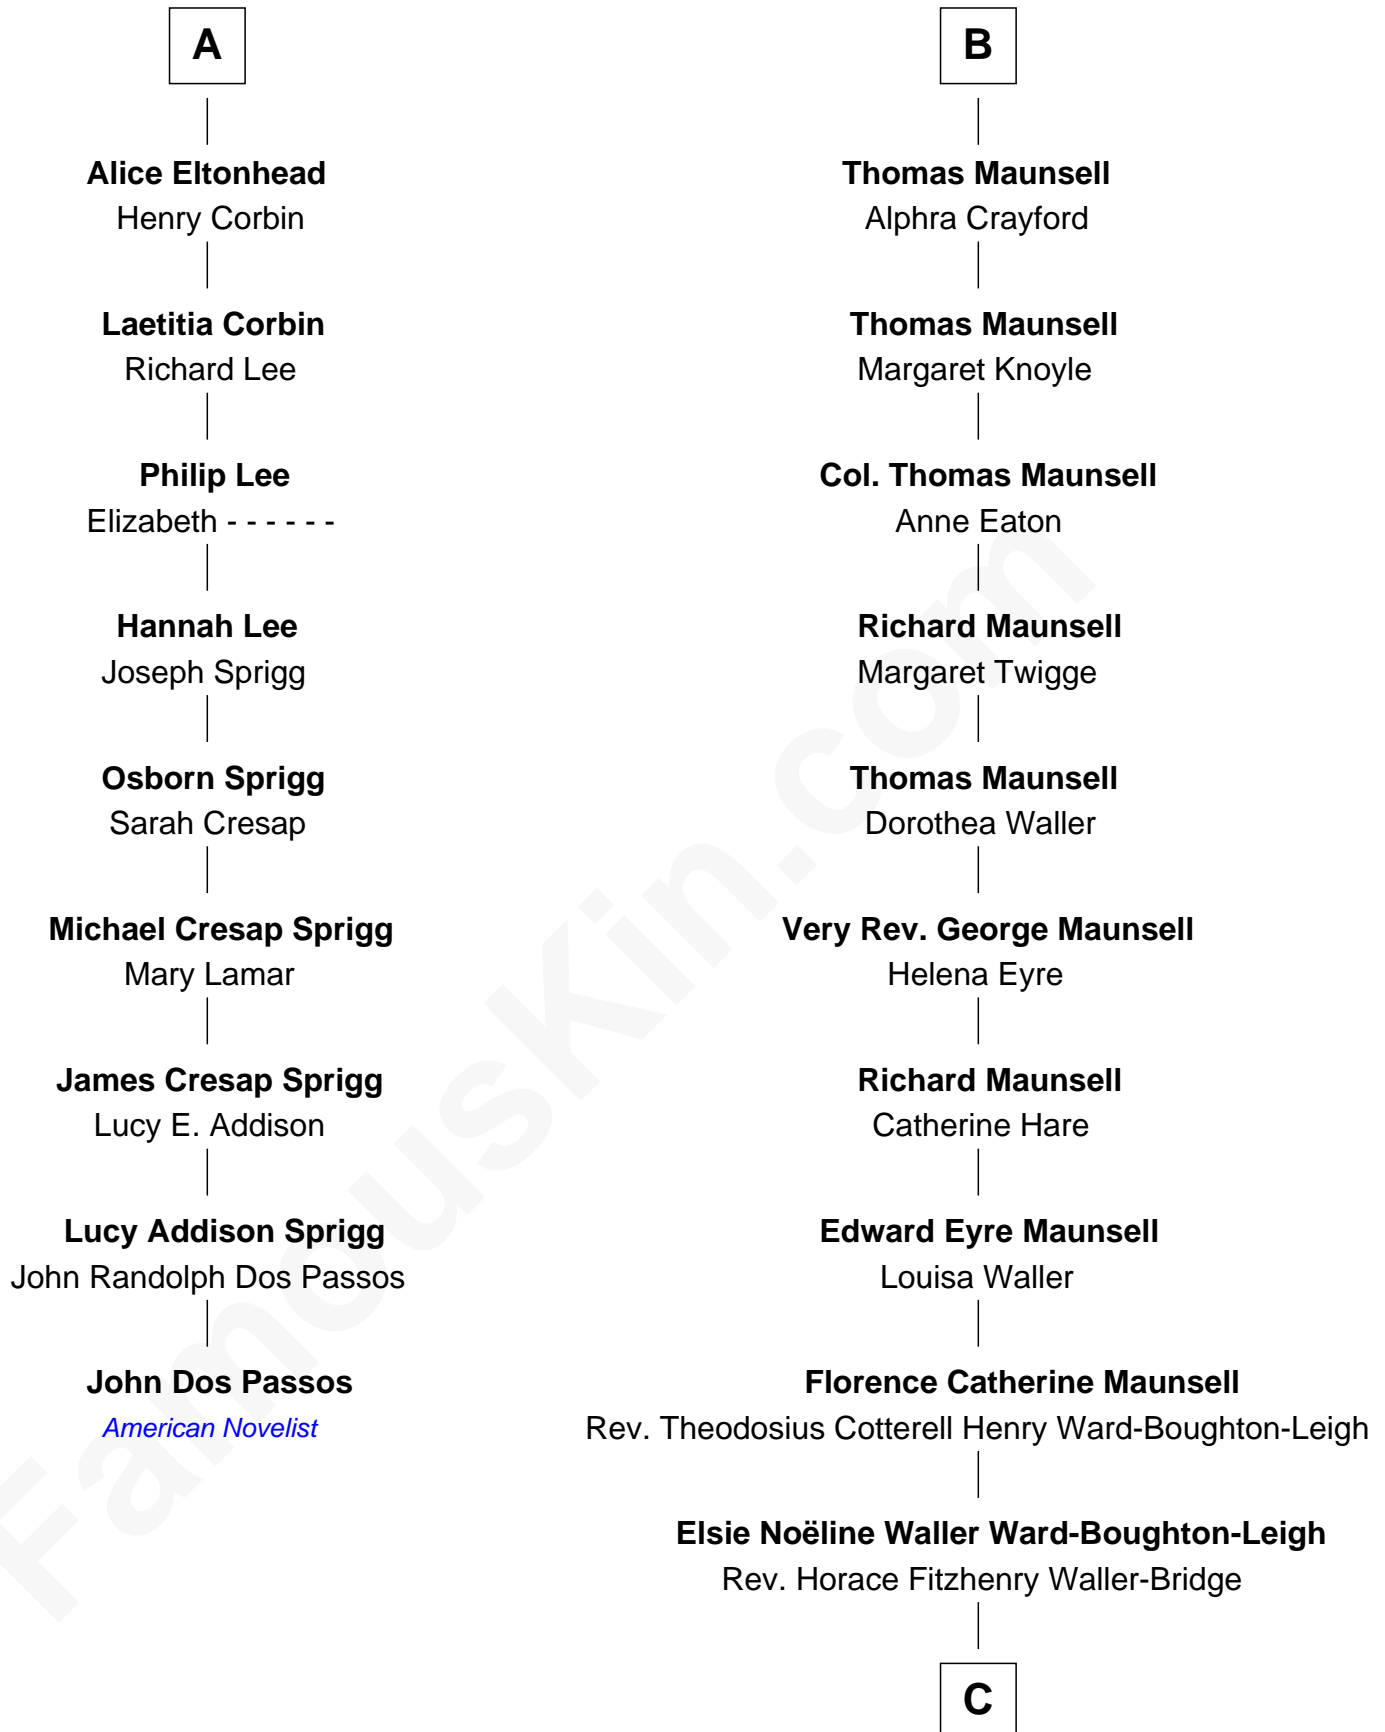 A
Alice Eltonhead
Henry Corbin
Laetitia Corbin
Richard Lee
Philip Lee
Elizabeth - - - - - -
Hannah Lee
Joseph Sprigg
Osborn Sprigg
Sarah Cresap
Michael Cresap Sprigg
Mary Lamar
James Cresap Sprigg
Lucy E. Addison
Lucy Addison Sprigg
John Randolph Dos Passos
John Dos Passos
American Novelist
B
Thomas Maunsell
Alphra Crayford
Thomas Maunsell
Margaret Knoyle
Col. Thomas Maunsell
Anne Eaton
Richard Maunsell
Margaret Twigge
Thomas Maunsell
Dorothea Waller
Very Rev. George Maunsell
Helena Eyre
Richard Maunsell
Catherine Hare
Edward Eyre Maunsell
Louisa Waller
Florence Catherine Maunsell
Rev. Theodosius Cotterell Henry Ward-Boughton-Leigh
Elsie Noëline Waller Ward-Boughton-Leigh
Rev. Horace Fitzhenry Waller-Bridge
C
FamousKin.com